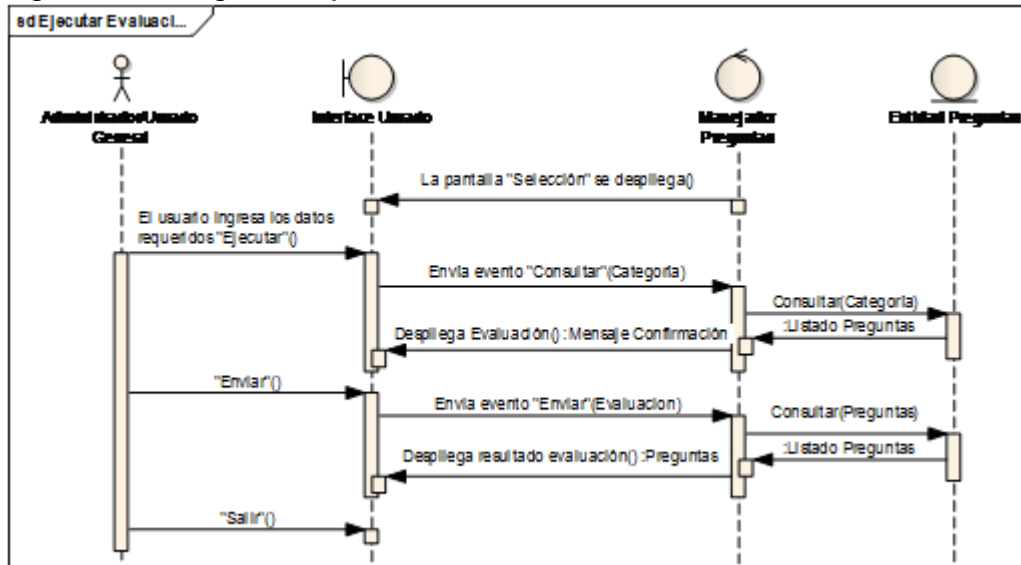 sd Ejecutar Evaluaci...
Administrador/Usuario
General
Interface Usuario
Manejador
Preguntas
Entidad Preguntas
La pantalla "Selección" se despliega()
El usuario ingresa los datos
requeridos "Ejecutar"()
Envia evento "Consultar"(Categoría)
Consultar(Categoría)
:Listado Preguntas
Despliega Evaluación() :Mensaje Confirmación
"Enviar"()
Envia evento "Enviar"(Evaluacion)
Consultar(Preguntas)
:Listado Preguntas
Despliega resultado evaluación() :Preguntas
"Salir"()